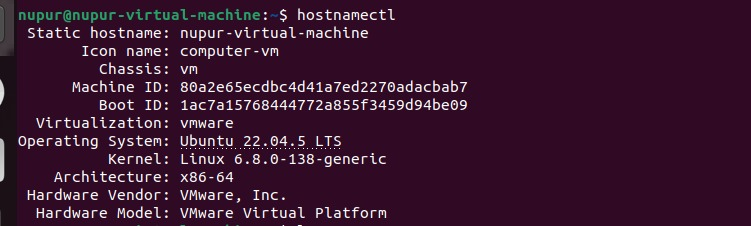 nupur@nupur-virtual-machine:~$ hostnamectl
Static hostname: nupur-virtual-machine
Icon name: computer-vm
Chassis: vm
Machine ID: 80a2e65ecdbc4d41a7ed2270adacbab7
Boot ID: 1ac7a15768444772a855f3459d94be09
Virtualization: vmware
Operating System: Ubuntu 22.04.5 LTS
Kernel: Linux 6.8.0-138-generic
Architecture: x86-64
Hardware Vendor: VMware, Inc.
Hardware Model: VMware Virtual Platform